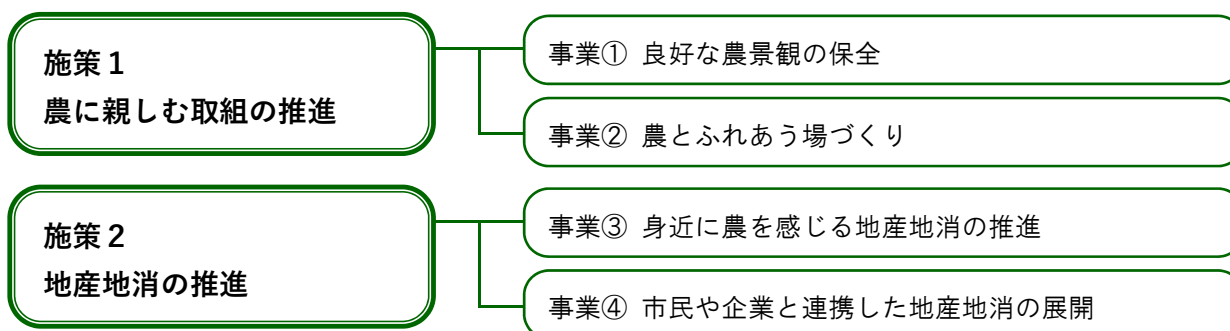 施策１
農に親しむ取組の推進
事業① 良好な農景観の保全
事業② 農とふれあう場づくり
施策２
地産地消の推進
事業③ 身近に農を感じる地産地消の推進
事業④ 市民や企業と連携した地産地消の展開